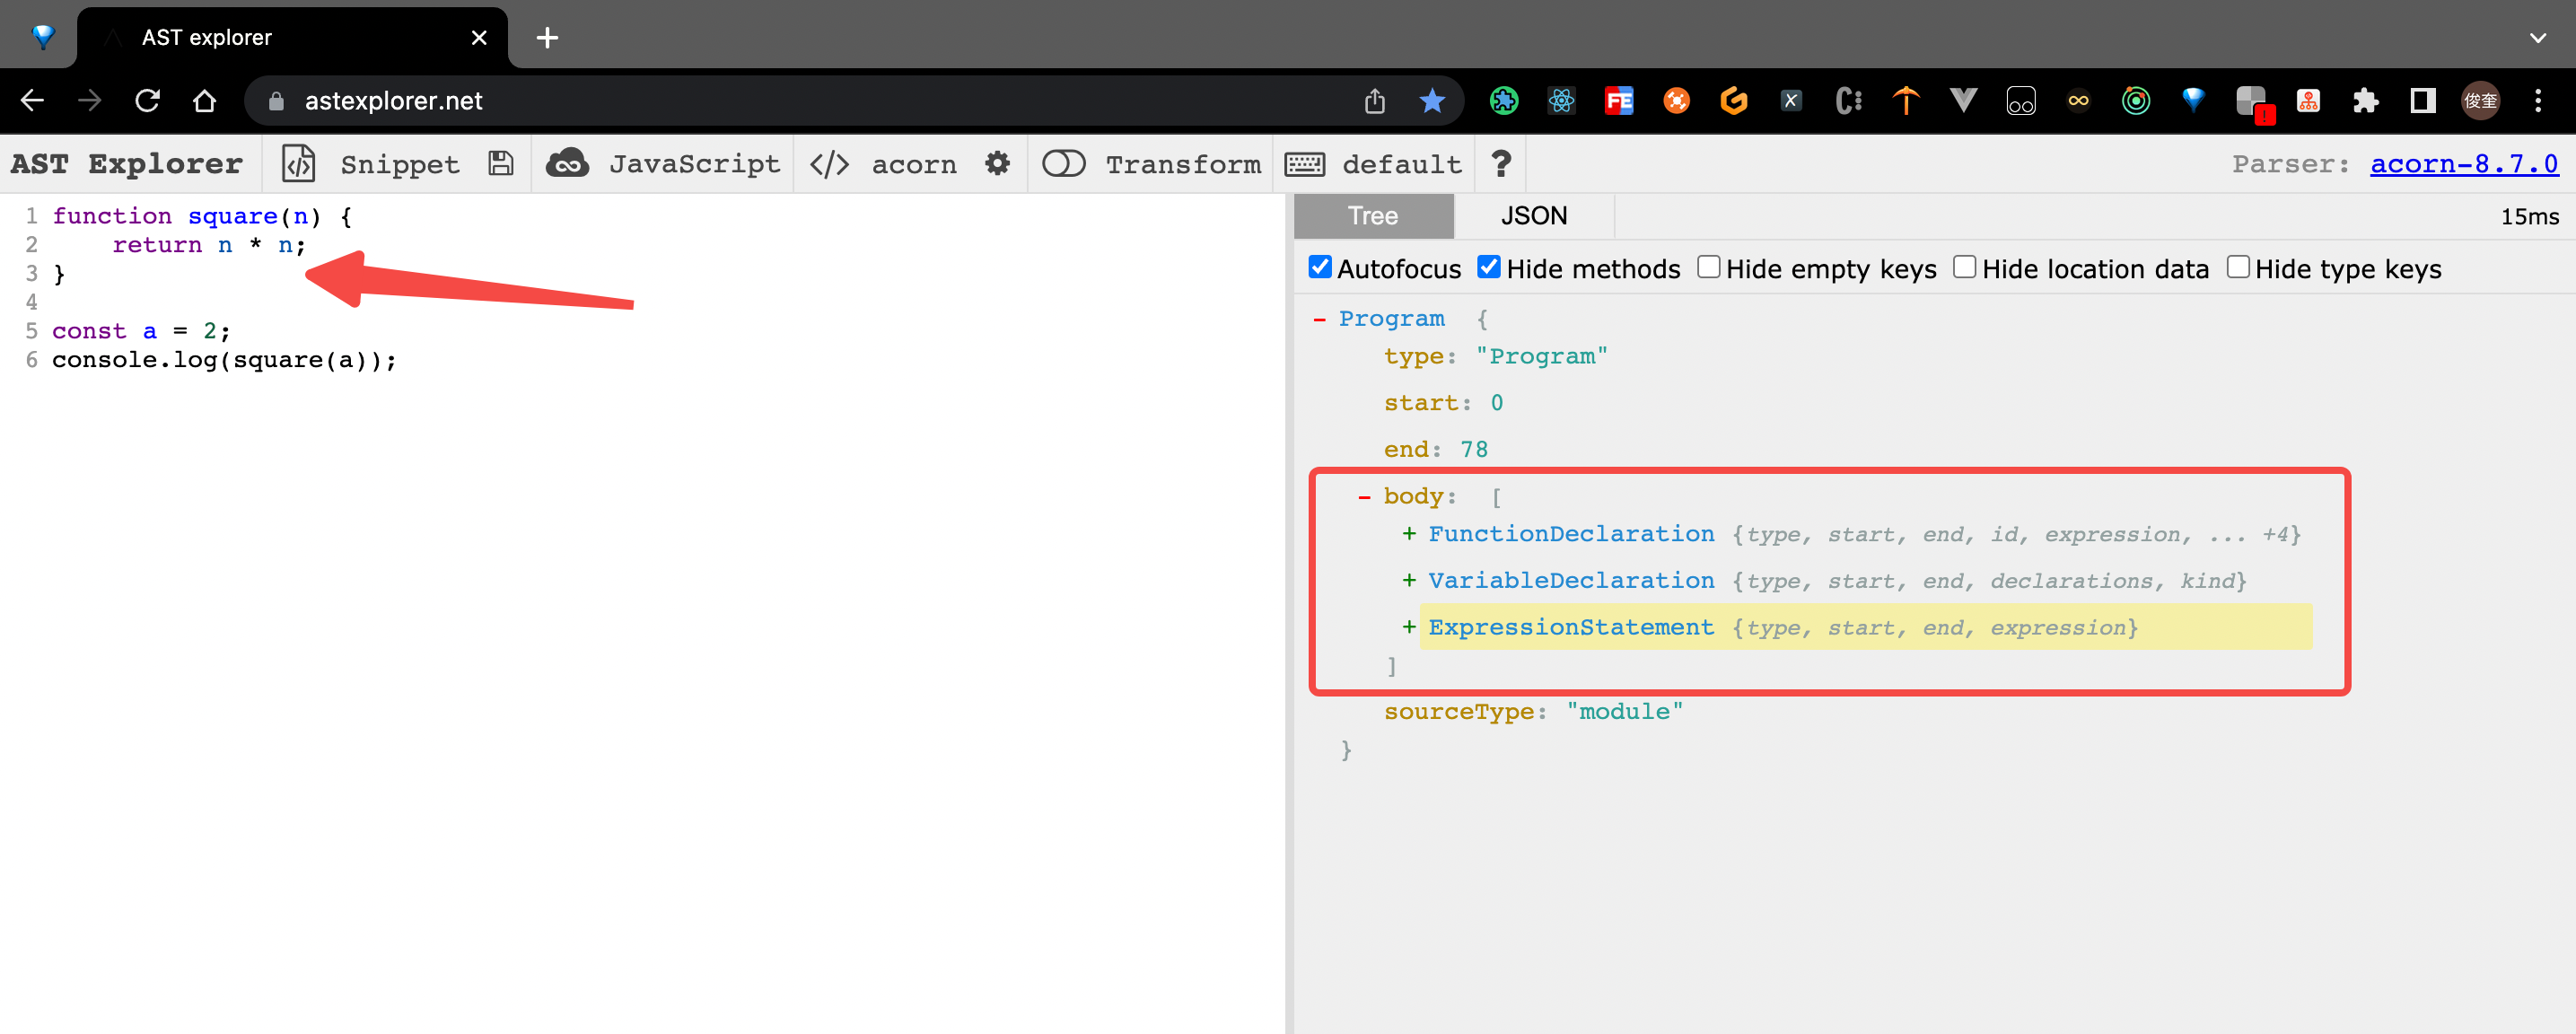 AST explorer
astexplorer.net
FE
俊奎
AST Explorer Snippet JavaScript </> acorn Transform default ?
Parser: acorn-8.7.0
1 function square(n) {
2     return n * n;
3 }
4
5 const a = 2;
6 console.log(square(a));
Tree JSON 15ms
Autofocus Hide methods Hide empty keys Hide location data Hide type keys
- Program {
type: "Program"
start: 0
end: 78
- body: [
+ FunctionDeclaration {type, start, end, id, expression, ... +4}
+ VariableDeclaration {type, start, end, declarations, kind}
+ ExpressionStatement {type, start, end, expression}
]
sourceType: "module"
}